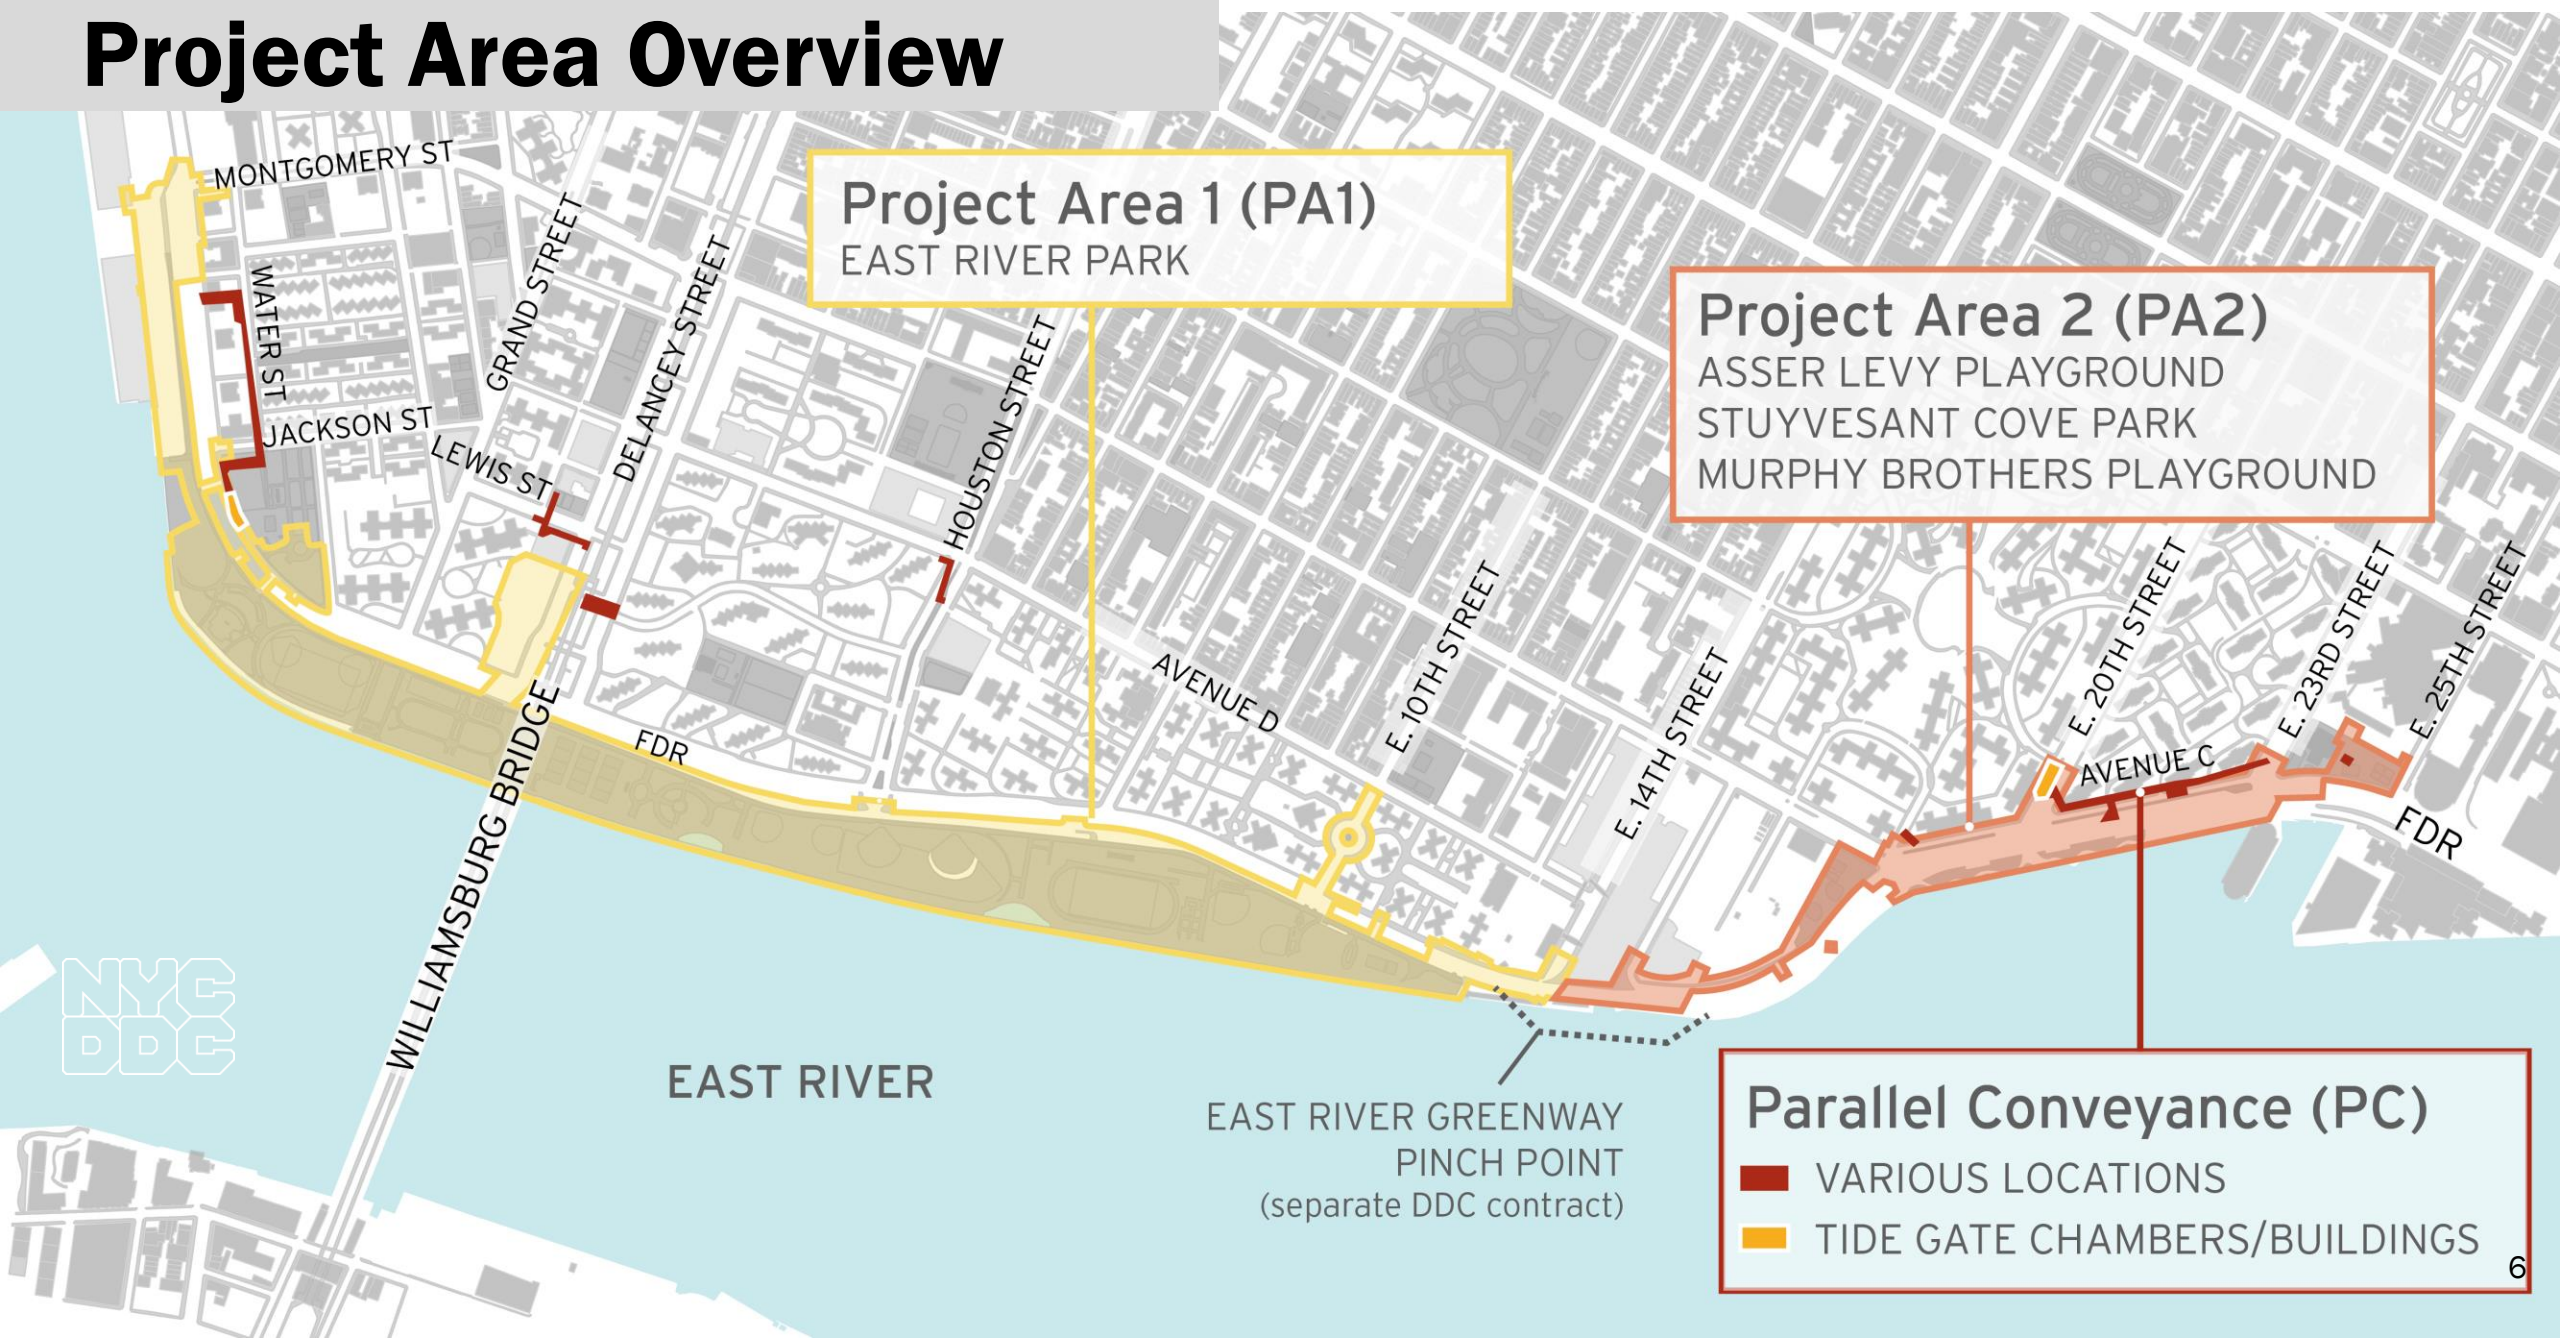 Project Area Overview
MONTGOMERY ST
WATER ST
JACKSON ST
GRAND STREET
LEWIS ST
DELANCEY STREET
HOUSTON STREET
Project Area 1 (PA1)
EAST RIVER PARK
Project Area 2 (PA2)
ASSER LEVY PLAYGROUND
STUYVESANT COVE PARK
MURPHY BROTHERS PLAYGROUND
AVENUE D
E. 10TH STREET
E. 14TH STREET
E. 20TH STREET
AVENUE C
E. 23RD STREET
E. 25TH STREET
FDR
FDR
WILLIAMSBURG BRIDGE
NYC
DDC
EAST RIVER
EAST RIVER GREENWAY
PINCH POINT
(separate DDC contract)
Parallel Conveyance (PC)
VARIOUS LOCATIONS
TIDE GATE CHAMBERS/BUILDINGS
6